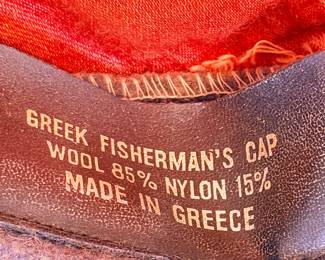 GREEK FISHERMAN'S CAP
WOOL 85% NYLON 15%
MADE IN GREECE